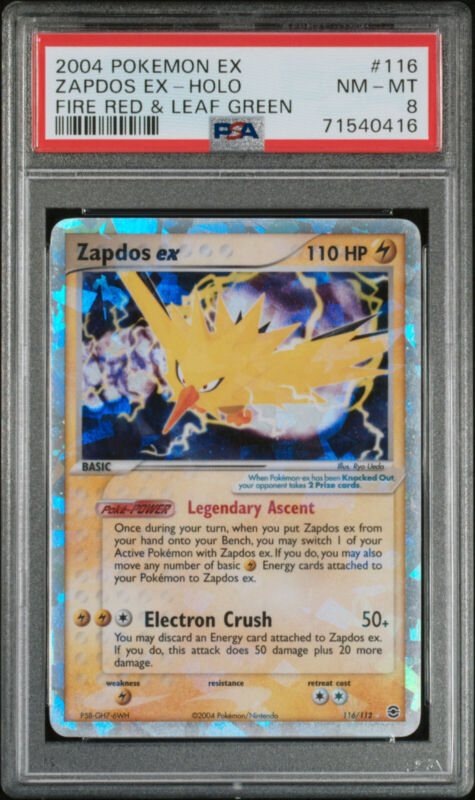 2004 POKEMON EX #116
ZAPDOS EX - HOLO NM - MT
FIRE RED & LEAF GREEN 8
PSA 71540416
Zapdos ex 110 HP
BASIC Illus. Ryo Ueda
When Pokémon-ex has been Knocked Out,
your opponent takes 2 Prize cards.
Poké-POWER Legendary Ascent
Once during your turn, when you put Zapdos ex from
your hand onto your Bench, you may switch 1 of your
Active Pokémon with Zapdos ex. If you do, you may also
move any number of basic Energy cards attached to
your Pokémon to Zapdos ex.
Electron Crush 50+
You may discard an Energy card attached to Zapdos ex.
If you do, this attack does 50 damage plus 20 more
damage.
weakness resistance retreat cost
P5B-GH7-6WH ©2004 Pokémon/Nintendo 116/112